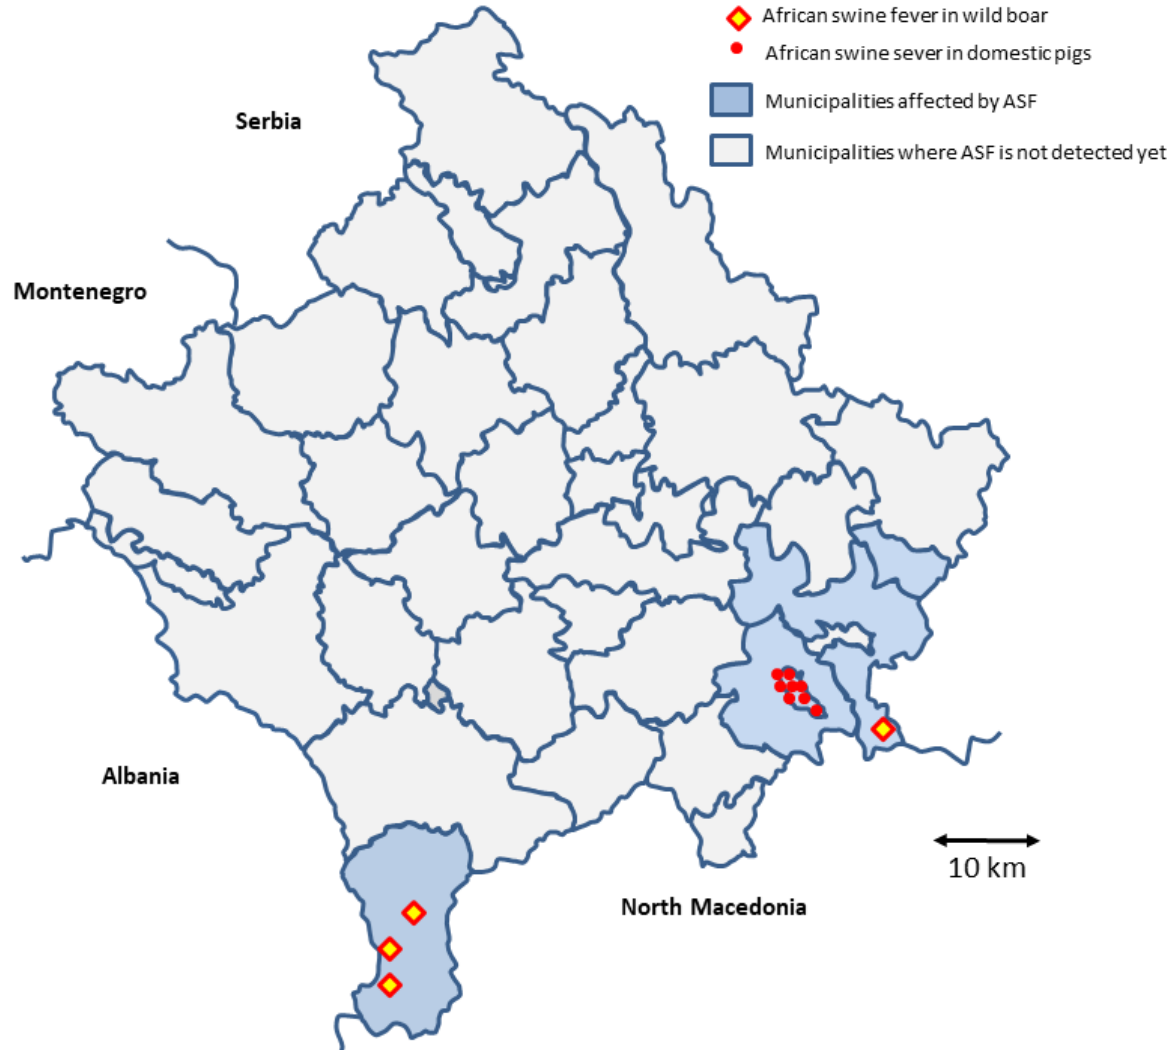 African swine fever in wild boar
African swine sever in domestic pigs
Municipalities affected by ASF
Municipalities where ASF is not detected yet
Serbia
Montenegro
Albania
North Macedonia
10 km